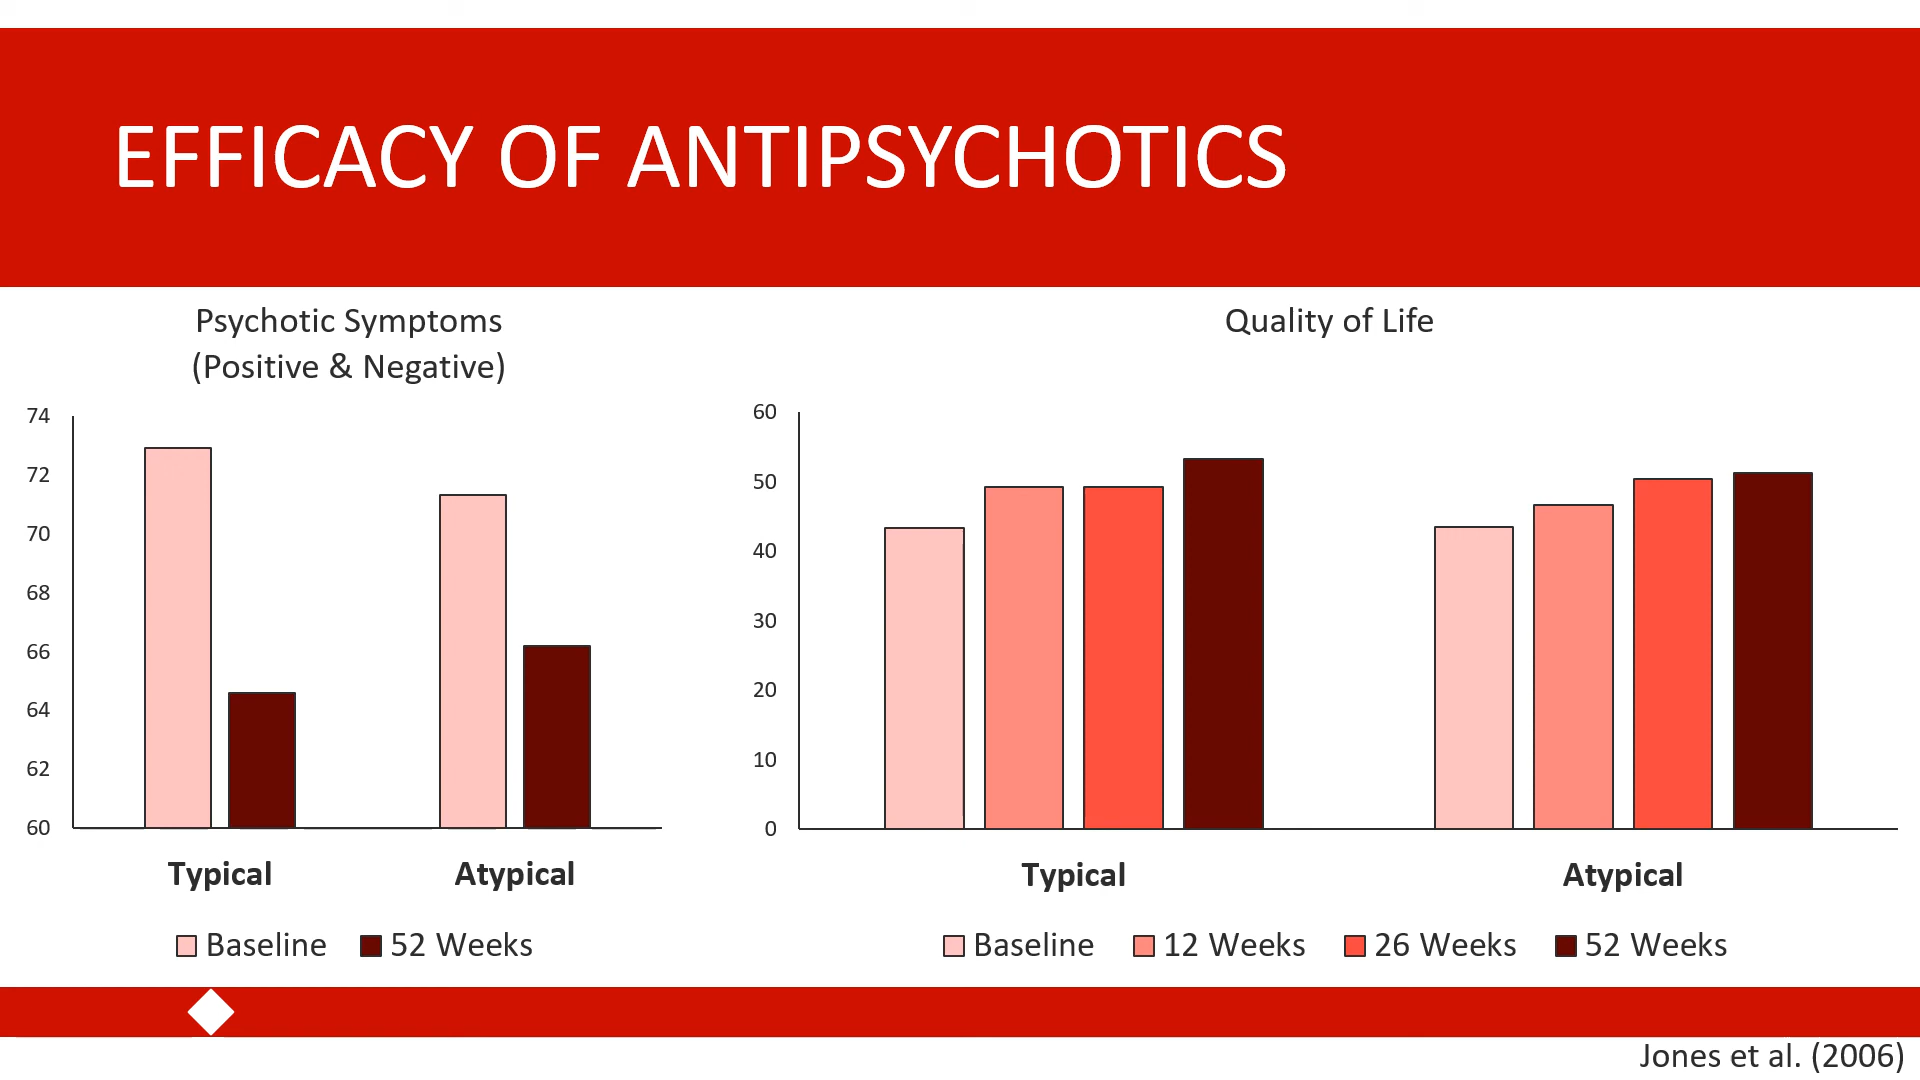 EFFICACY OF ANTIPSYCHOTICS
Psychotic Symptoms
(Positive & Negative)
74
72
70
68
66
64
62
60
Typical
Atypical
Baseline
52 Weeks
Quality of Life
60
50
40
30
20
10
0
Typical
Atypical
Baseline
12 Weeks
26 Weeks
52 Weeks
Jones et al. (2006)